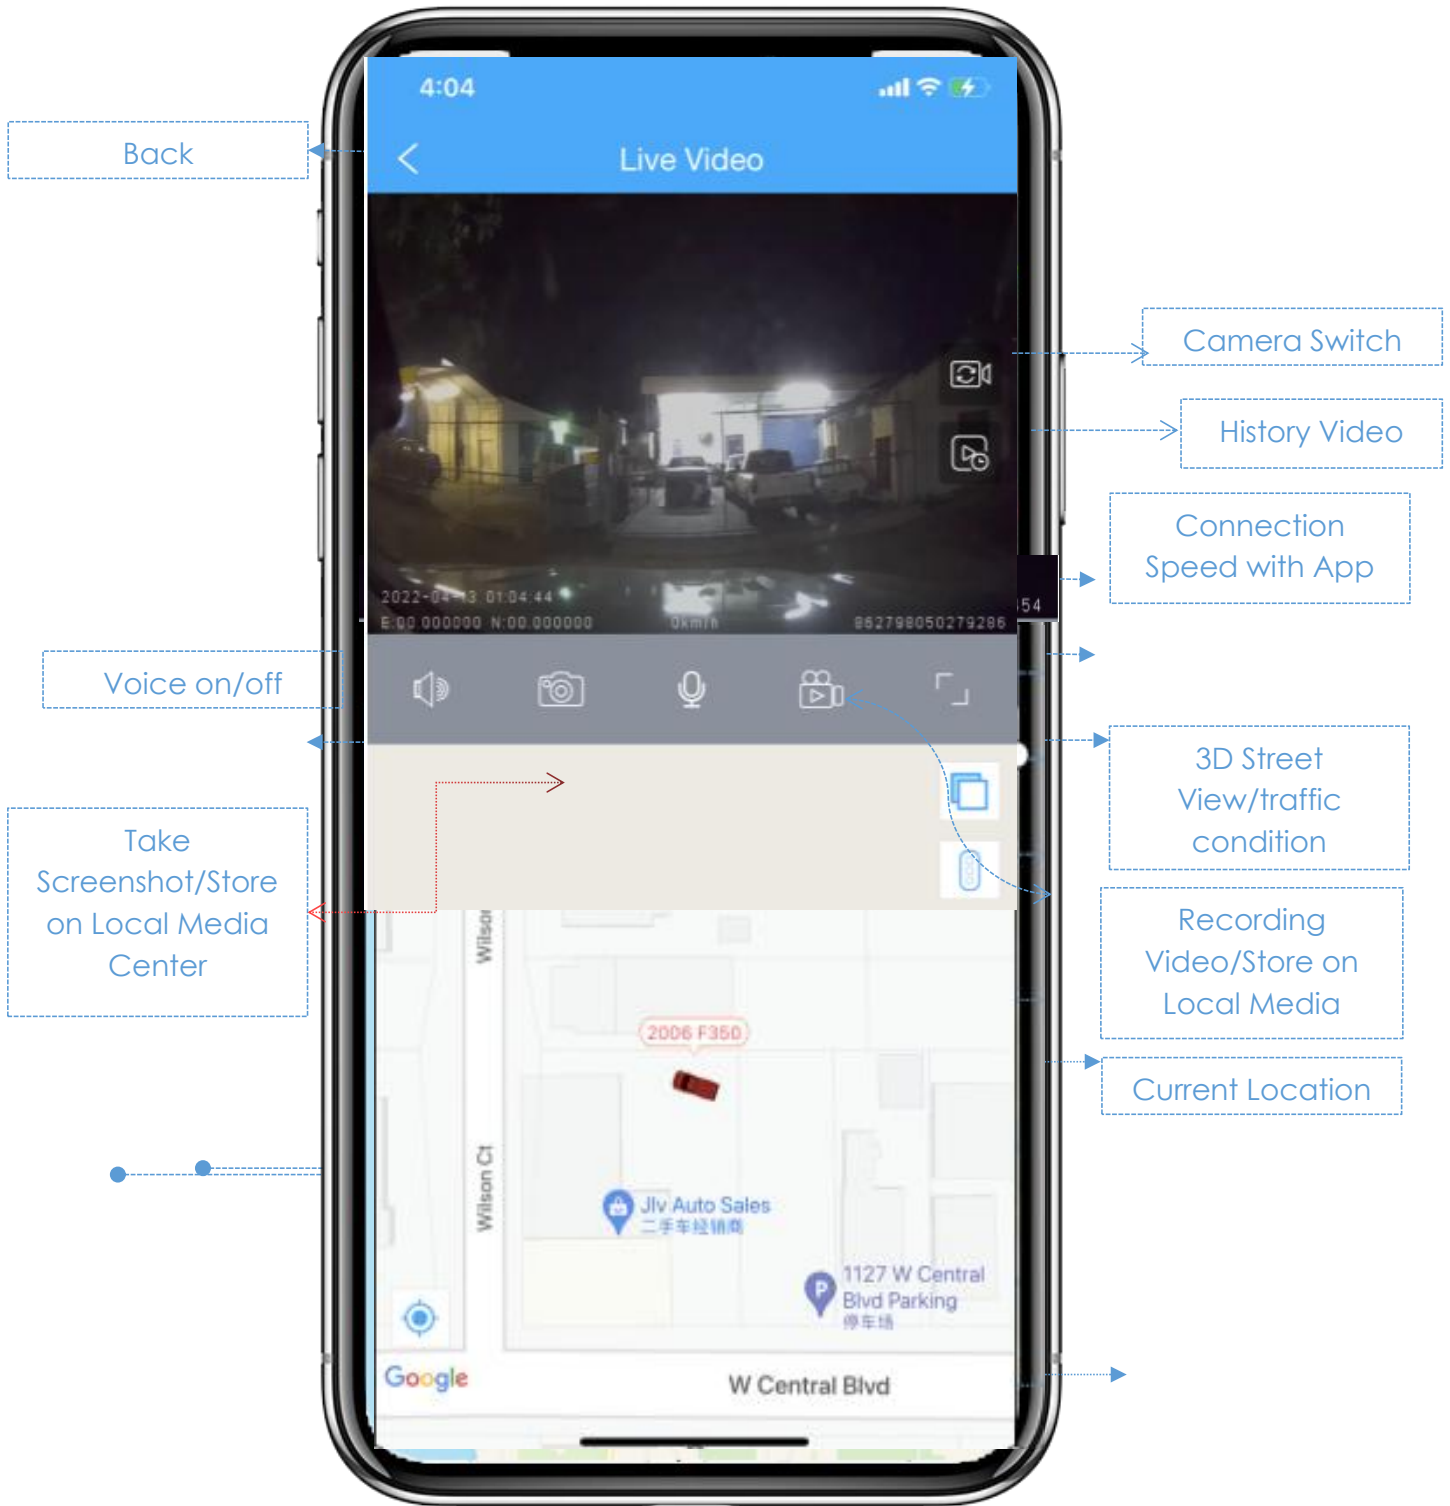 4:04
Back
Live Video
Camera Switch
History Video
Connection
Speed with App
2022-04-13 01:04:44
E:00.000000 N:00.000000
0km/h
862798050279286
354
Voice on/off
3D Street
View/traffic
condition
Take
Screenshot/Store
on Local Media
Center
Recording
Video/Store on
Local Media
Current Location
2006 F350
Wilson Ct
Jlv Auto Sales
二手车经销商
1127 W Central
Blvd Parking
停车场
Google
W Central Blvd